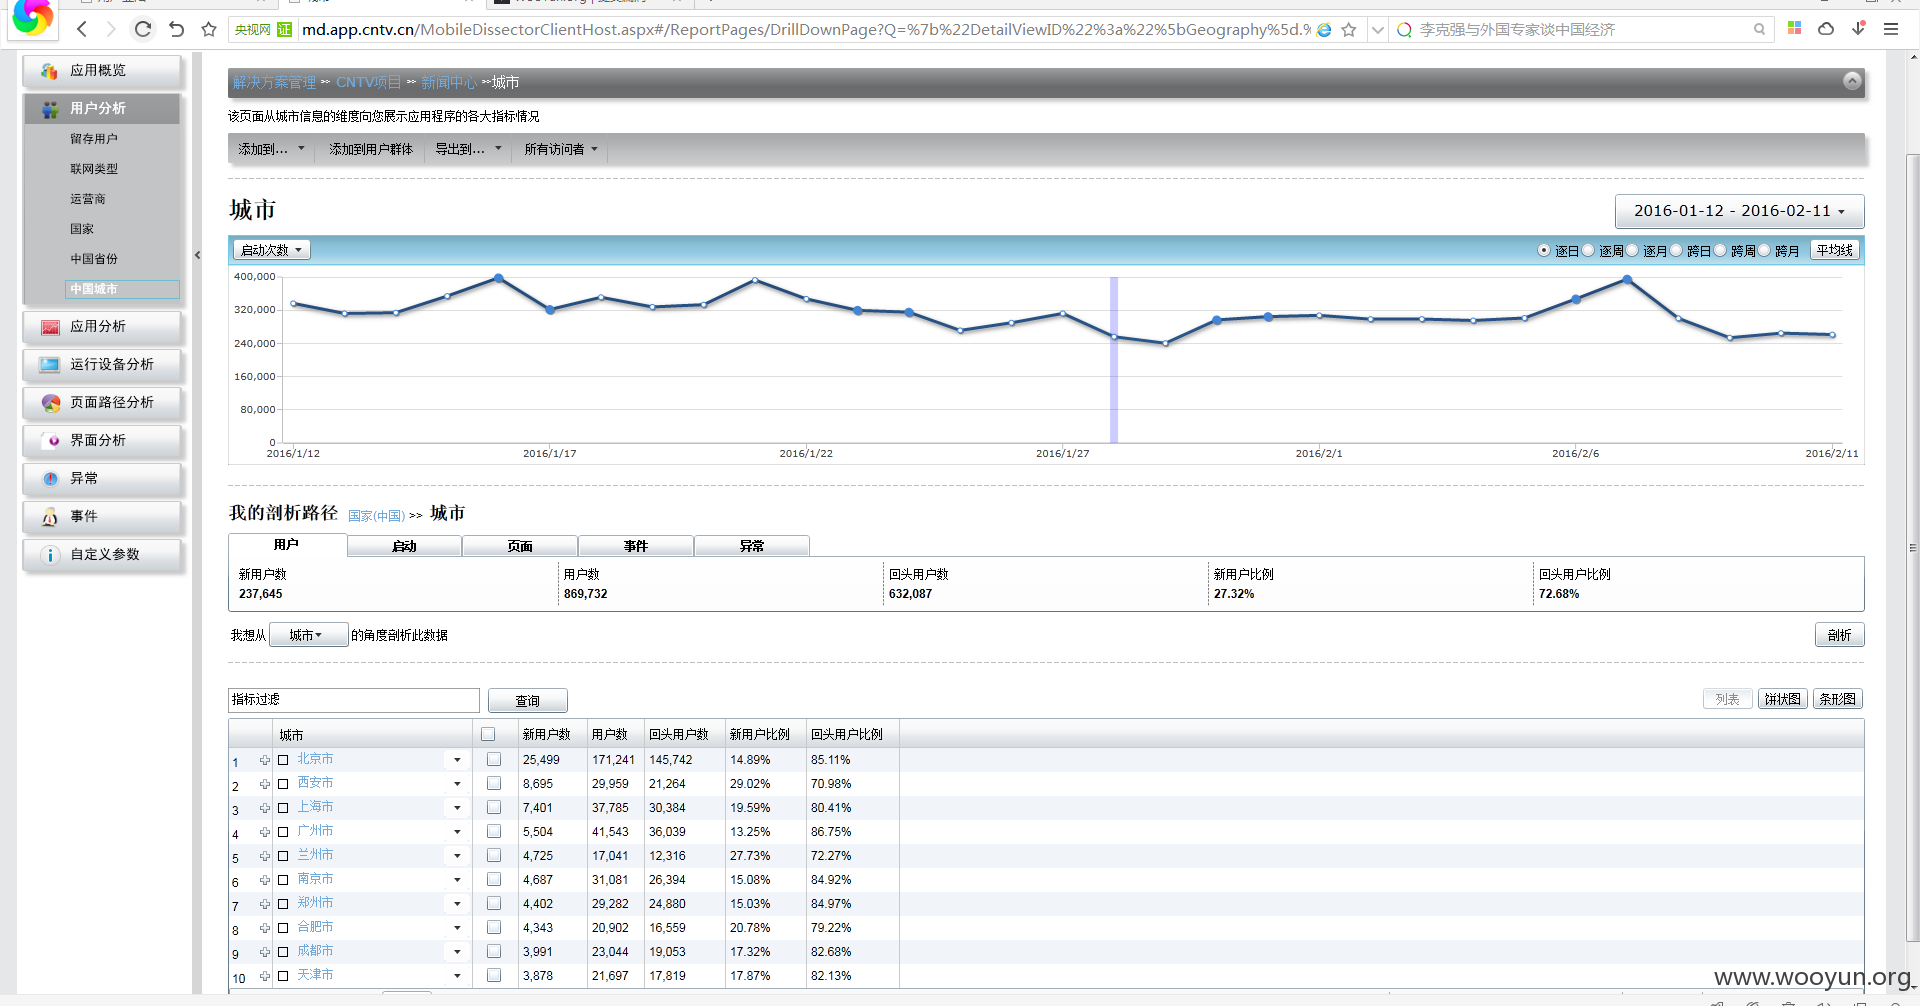 央视网 证 md.app.cntv.cn/MobileDissectorClientHost.aspx#/ReportPages/DrillDownPage?Q=%7b%22DetailViewID%22%3a%22%5bGeography%5d.% 李克强与外国专家谈中国经济
应用概览
用户分析
留存用户
联网类型
运营商
国家
中国省份
中国城市
应用分析
运行设备分析
页面路径分析
界面分析
异常
事件
自定义参数
解决方案管理 >> CNTV项目 >> 新闻中心 >>城市
该页面从城市信息的维度向您展示应用程序的各大指标情况
添加到... 添加到用户群体 导出到... 所有访问者
城市
2016-01-12 - 2016-02-11
启动次数 逐日 逐周 逐月 跨日 跨周 跨月 平均线
400,000
320,000
240,000
160,000
80,000
0
2016/1/12 2016/1/17 2016/1/22 2016/1/27 2016/2/1 2016/2/6 2016/2/11
我的剖析路径 国家(中国) >> 城市
用户 启动 页面 事件 异常
新用户数 用户数 回头用户数 新用户比例 回头用户比例
237,645 869,732 632,087 27.32% 72.68%
我想从 城市 的角度剖析此数据 剖析
指标过滤 查询 列表 饼状图 条形图
城市 新用户数 用户数 回头用户数 新用户比例 回头用户比例
1 北京市 25,499 171,241 145,742 14.89% 85.11%
2 西安市 8,695 29,959 21,264 29.02% 70.98%
3 上海市 7,401 37,785 30,384 19.59% 80.41%
4 广州市 5,504 41,543 36,039 13.25% 86.75%
5 兰州市 4,725 17,041 12,316 27.73% 72.27%
6 南京市 4,687 31,081 26,394 15.08% 84.92%
7 郑州市 4,402 29,282 24,880 15.03% 84.97%
8 合肥市 4,343 20,902 16,559 20.78% 79.22%
9 成都市 3,991 23,044 19,053 17.32% 82.68%
10 天津市 3,878 21,697 17,819 17.87% 82.13%
www.wooyun.org